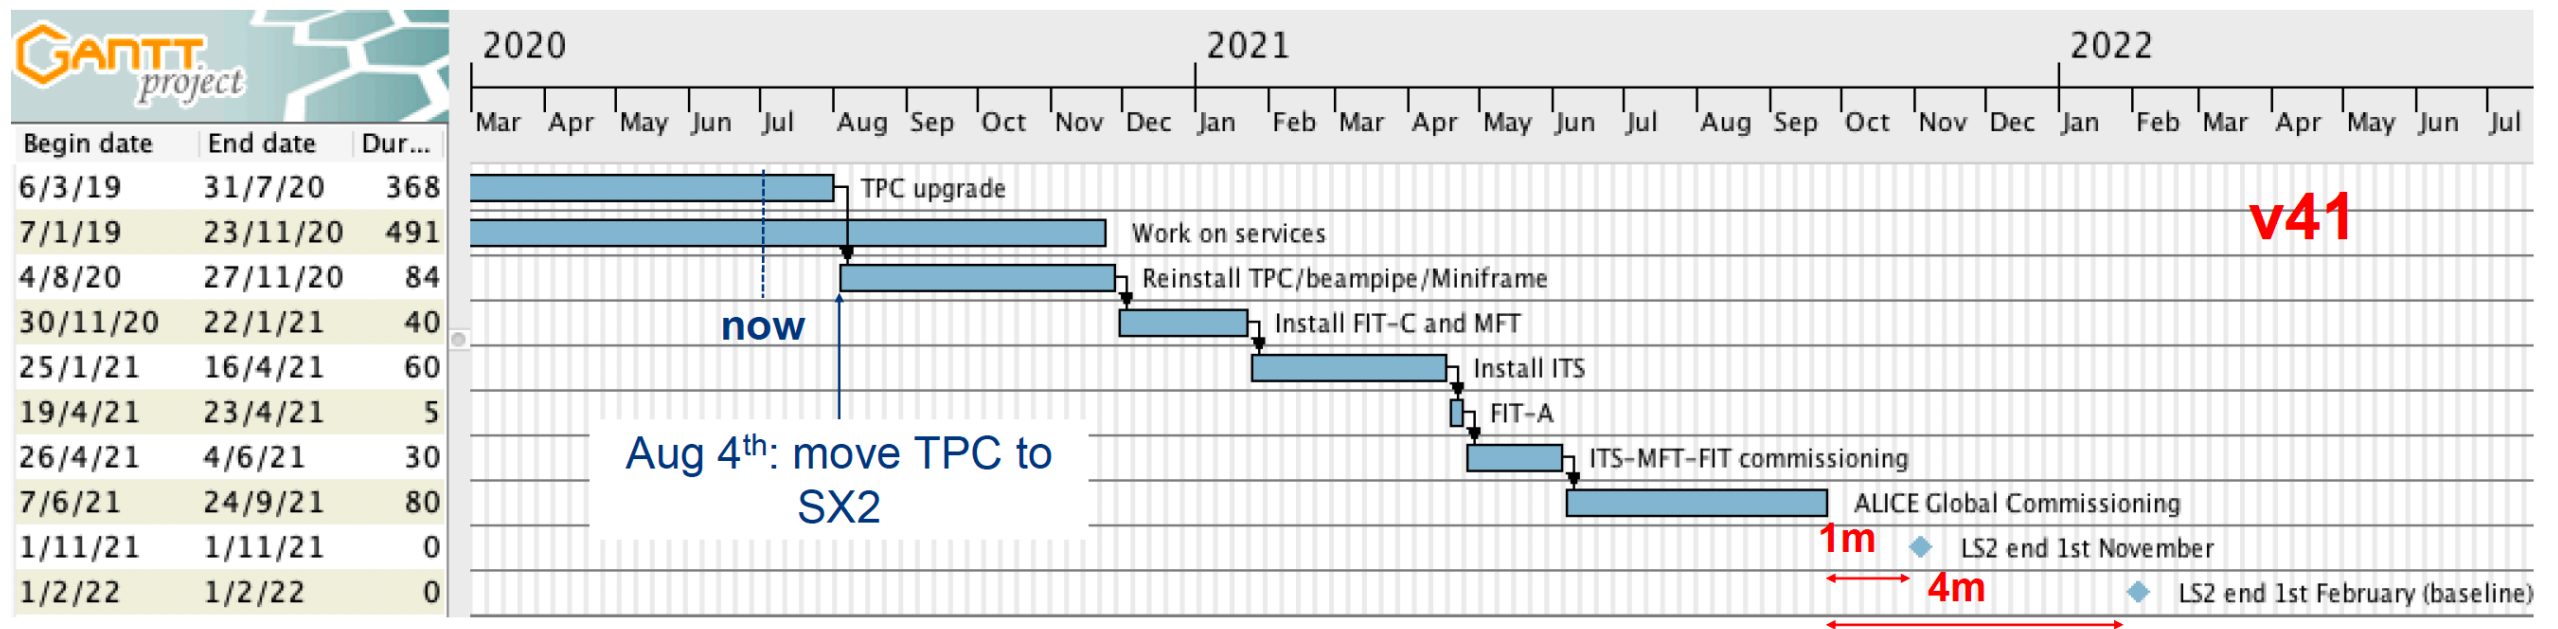 GANTT
project
2020 2021 2022
Mar Apr May Jun Jul Aug Sep Oct Nov Dec Jan Feb Mar Apr May Jun Jul Aug Sep Oct Nov Dec Jan Feb Mar Apr May Jun Jul
Begin date End date Dur...
6/3/19 31/7/20 368 TPC upgrade
v41
7/1/19 23/11/20 491 Work on services
4/8/20 27/11/20 84 Reinstall TPC/beampipe/Miniframe
30/11/20 22/1/21 40 now Install FIT-C and MFT
25/1/21 16/4/21 60 Install ITS
19/4/21 23/4/21 5 FIT-A
Aug 4th: move TPC to
SX2
26/4/21 4/6/21 30 ITS-MFT-FIT commissioning
7/6/21 24/9/21 80 ALICE Global Commissioning
1/11/21 1/11/21 0 1m LS2 end 1st November
1/2/22 1/2/22 0 4m LS2 end 1st February (baseline)